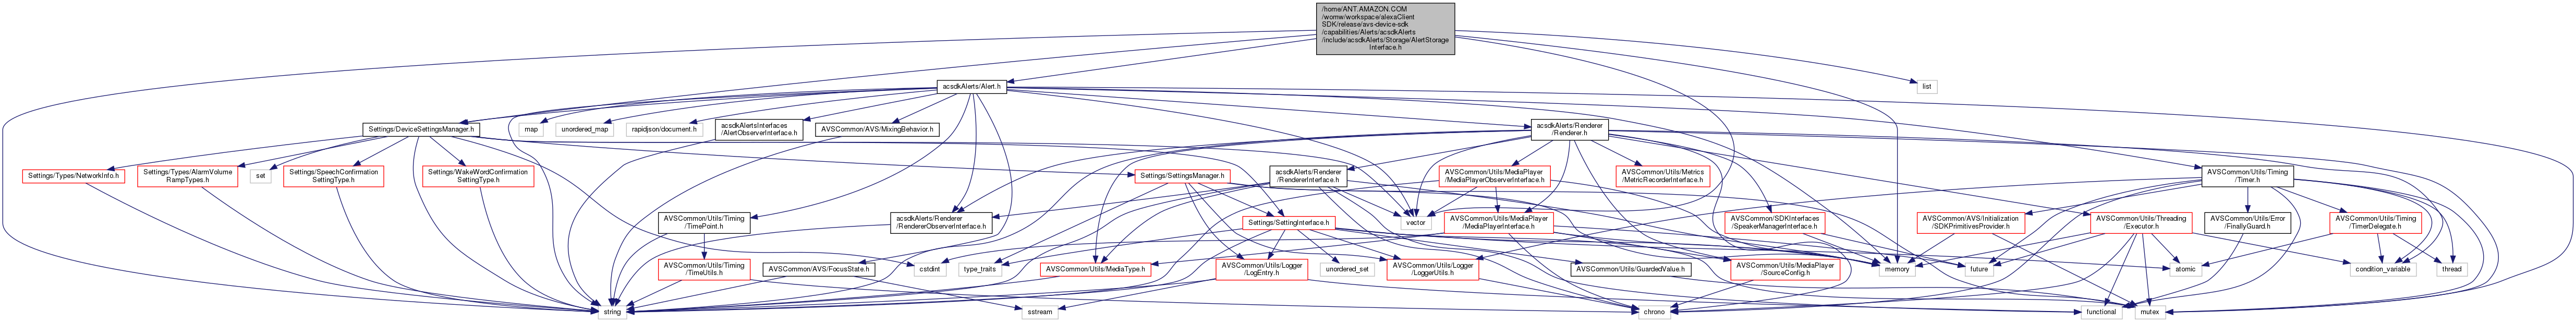 /home/ANT.AMAZON.COM
/womw/workspace/alexaClient
SDK/release/avs-device-sdk
/capabilities/Alerts/acsdkAlerts
/include/acsdkAlerts/Storage/AlertStorage
Interface.h
acsdkAlerts/Alert.h
list
Settings/DeviceSettingsManager.h
map
unordered_map
rapidjson/document.h
acsdkAlertsInterfaces
/AlertObserverInterface.h
AVSCommon/AVS/MixingBehavior.h
acsdkAlerts/Renderer
/Renderer.h
Settings/Types/NetworkInfo.h
Settings/Types/AlarmVolume
RampTypes.h
set
Settings/SpeechConfirmation
SettingType.h
Settings/WakeWordConfirmation
SettingType.h
Settings/SettingsManager.h
acsdkAlerts/Renderer
/RendererInterface.h
AVSCommon/Utils/MediaPlayer
/MediaPlayerObserverInterface.h
AVSCommon/Utils/Metrics
/MetricRecorderInterface.h
AVSCommon/Utils/Timing
/Timer.h
AVSCommon/Utils/Timing
/TimePoint.h
acsdkAlerts/Renderer
/RendererObserverInterface.h
Settings/SettingInterface.h
vector
AVSCommon/Utils/MediaPlayer
/MediaPlayerInterface.h
AVSCommon/SDKInterfaces
/SpeakerManagerInterface.h
AVSCommon/AVS/Initialization
/SDKPrimitivesProvider.h
AVSCommon/Utils/Threading
/Executor.h
AVSCommon/Utils/Error
/FinallyGuard.h
AVSCommon/Utils/Timing
/TimerDelegate.h
AVSCommon/Utils/Timing
/TimeUtils.h
AVSCommon/AVS/FocusState.h
cstdint
type_traits
AVSCommon/Utils/MediaType.h
AVSCommon/Utils/Logger
/LogEntry.h
unordered_set
AVSCommon/Utils/Logger
/LoggerUtils.h
AVSCommon/Utils/GuardedValue.h
AVSCommon/Utils/MediaPlayer
/SourceConfig.h
memory
future
atomic
condition_variable
thread
string
sstream
chrono
functional
mutex